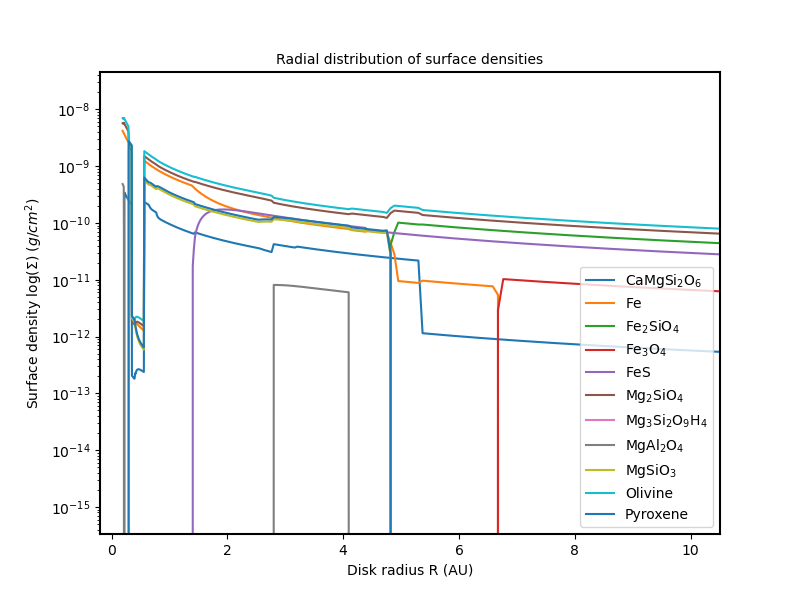 Radial distribution of surface densities
Surface density log(Σ) (g/cm²)
10⁻⁸
10⁻⁹
10⁻¹⁰
10⁻¹¹
10⁻¹²
10⁻¹³
10⁻¹⁴
10⁻¹⁵
CaMgSi₂O₆
Fe
Fe₂SiO₄
Fe₃O₄
FeS
Mg₂SiO₄
Mg₃Si₂O₉H₄
MgAl₂O₄
MgSiO₃
Olivine
Pyroxene
0 2 4 6 8 10
Disk radius R (AU)